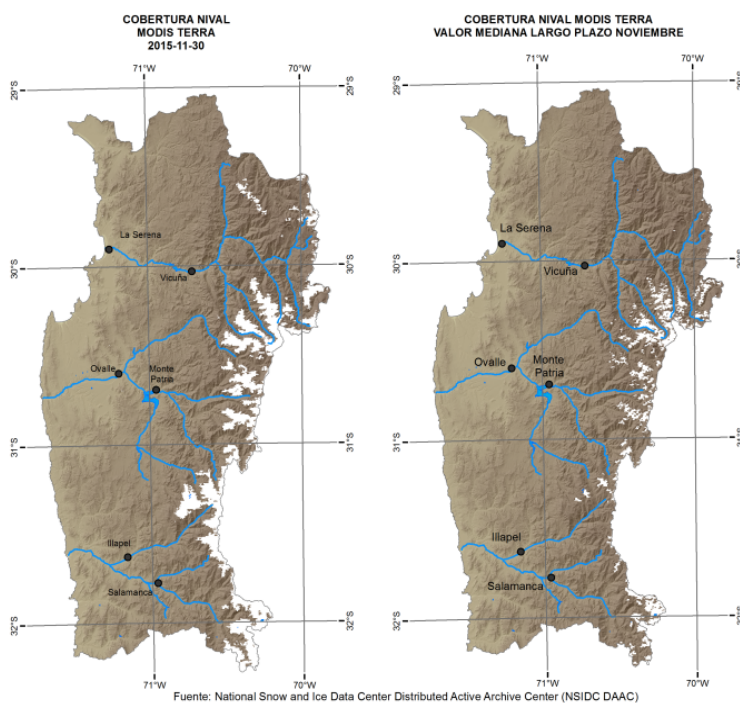 COBERTURA NIVAL
MODIS TERRA
2015-11-30
71°W
70°W
29°S
29°S
La Serena
Vicuña
30°S
30°S
Ovalle
Monte
Patria
31°S
31°S
Illapel
Salamanca
32°S
32°S
71°W
70°W
COBERTURA NIVAL MODIS TERRA
VALOR MEDIANA LARGO PLAZO NOVIEMBRE
71°W
70°W
29°S
La Serena
Vicuña
30°S
30°S
Ovalle
Monte
Patria
31°S
31°S
Illapel
Salamanca
32°S
32°S
71°W
70°W
Fuente: National Snow and Ice Data Center Distributed Active Archive Center (NSIDC DAAC)